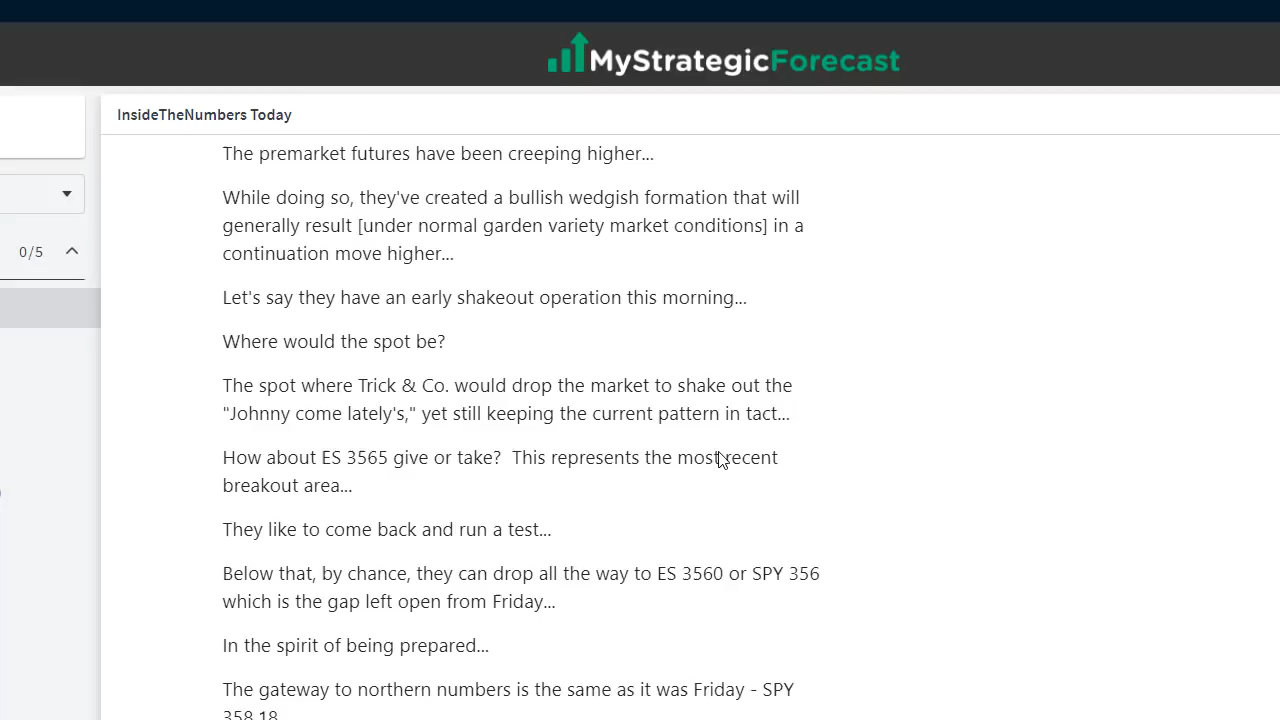 MyStrategicForecast
InsideTheNumbers Today
0/5
The premarket futures have been creeping higher...
While doing so, they've created a bullish wedgish formation that will
generally result [under normal garden variety market conditions] in a
continuation move higher...
Let's say they have an early shakeout operation this morning...
Where would the spot be?
The spot where Trick & Co. would drop the market to shake out the
"Johnny come lately's," yet still keeping the current pattern in tact...
How about ES 3565 give or take?  This represents the most recent
breakout area...
They like to come back and run a test...
Below that, by chance, they can drop all the way to ES 3560 or SPY 356
which is the gap left open from Friday...
In the spirit of being prepared...
The gateway to northern numbers is the same as it was Friday - SPY
358.18